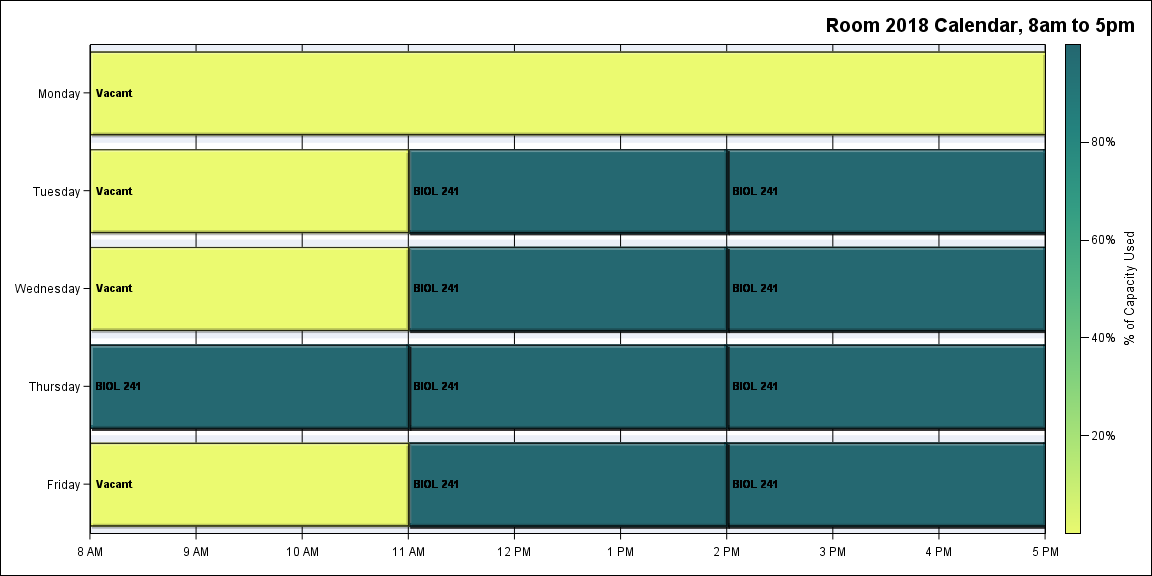 Room 2018 Calendar, 8am to 5pm
Monday
Vacant
Tuesday
Vacant BIOL 241 BIOL 241
Wednesday
Vacant BIOL 241 BIOL 241
Thursday
BIOL 241 BIOL 241 BIOL 241
Friday
Vacant BIOL 241 BIOL 241
8 AM 9 AM 10 AM 11 AM 12 PM 1 PM 2 PM 3 PM 4 PM 5 PM
80%
60%
40%
20%
% of Capacity Used